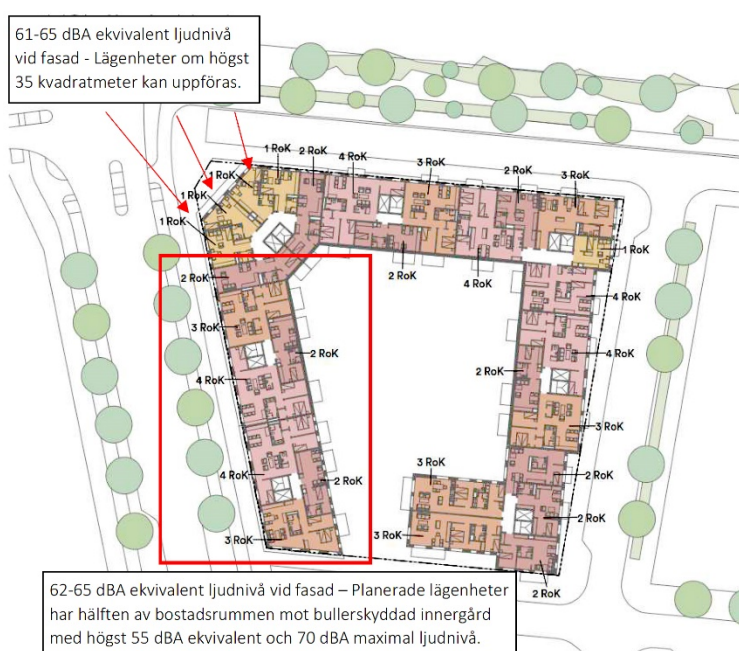 61-65 dBA ekvivalent ljudnivå
vid fasad - Lägenheter om högst
35 kvadratmeter kan uppföras.
1 RoK
2 RoK
4 RoK
3 RoK
2 RoK
3 RoK
1 RoK
1 RoK
1 RoK
2 RoK
4 RoK
1 RoK
2 RoK
4 RoK
3 RoK
2 RoK
4 RoK
4 RoK
2 RoK
3 RoK
4 RoK
2 RoK
3 RoK
2 RoK
3 RoK
2 RoK
3 RoK
2 RoK
62-65 dBA ekvivalent ljudnivå vid fasad – Planerade lägenheter
har hälften av bostadsrummen mot bullerskyddad innergård
med högst 55 dBA ekvivalent och 70 dBA maximal ljudnivå.